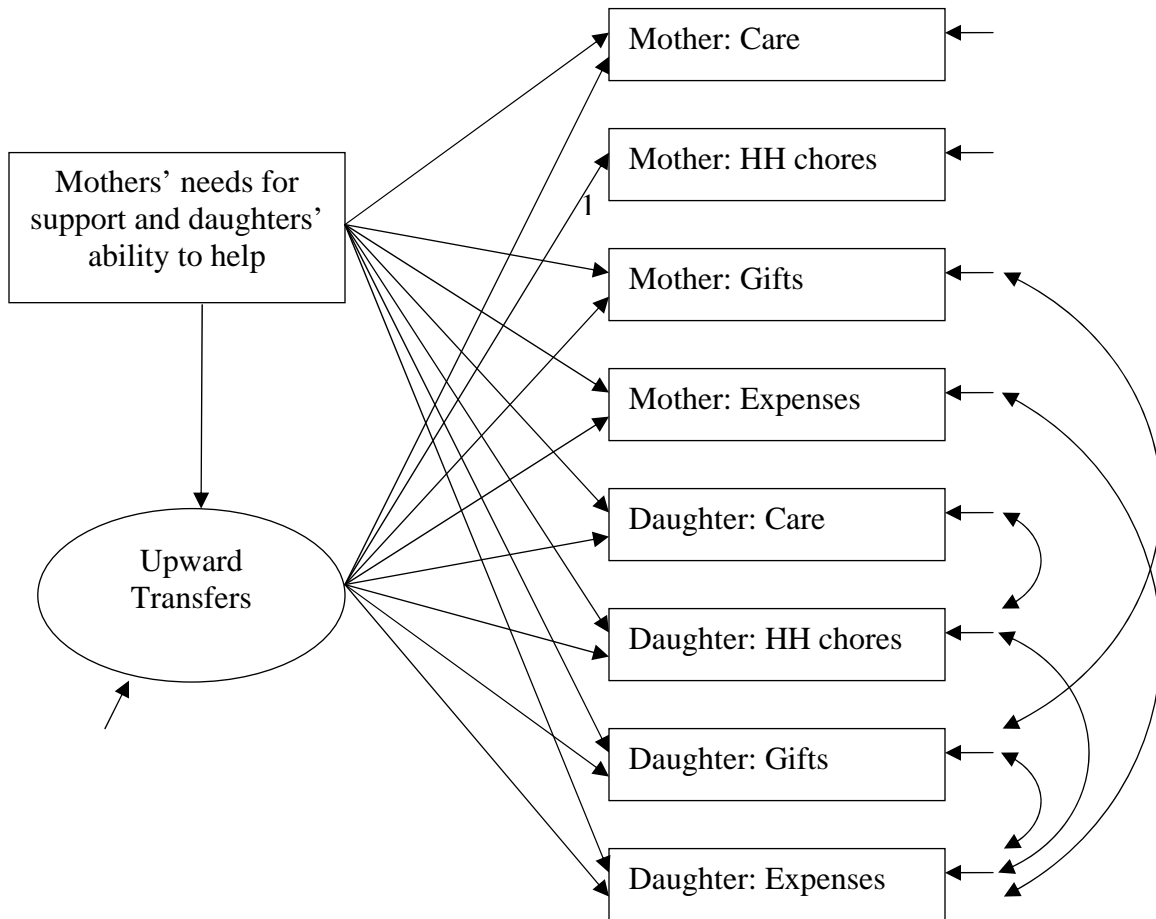 Mother: Care
Mother: HH chores
Mothers’ needs for
support and daughters’
ability to help
1
Mother: Gifts
Mother: Expenses
Daughter: Care
Upward
Transfers
Daughter: HH chores
Daughter: Gifts
Daughter: Expenses